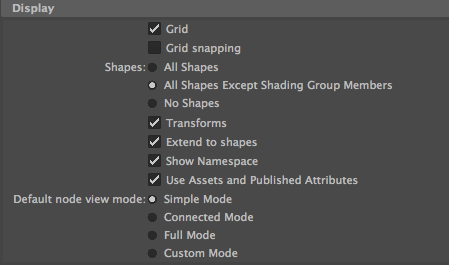 Display
Grid
Grid snapping
Shapes: All Shapes
All Shapes Except Shading Group Members
No Shapes
Transforms
Extend to shapes
Show Namespace
Use Assets and Published Attributes
Default node view mode: Simple Mode
Connected Mode
Full Mode
Custom Mode